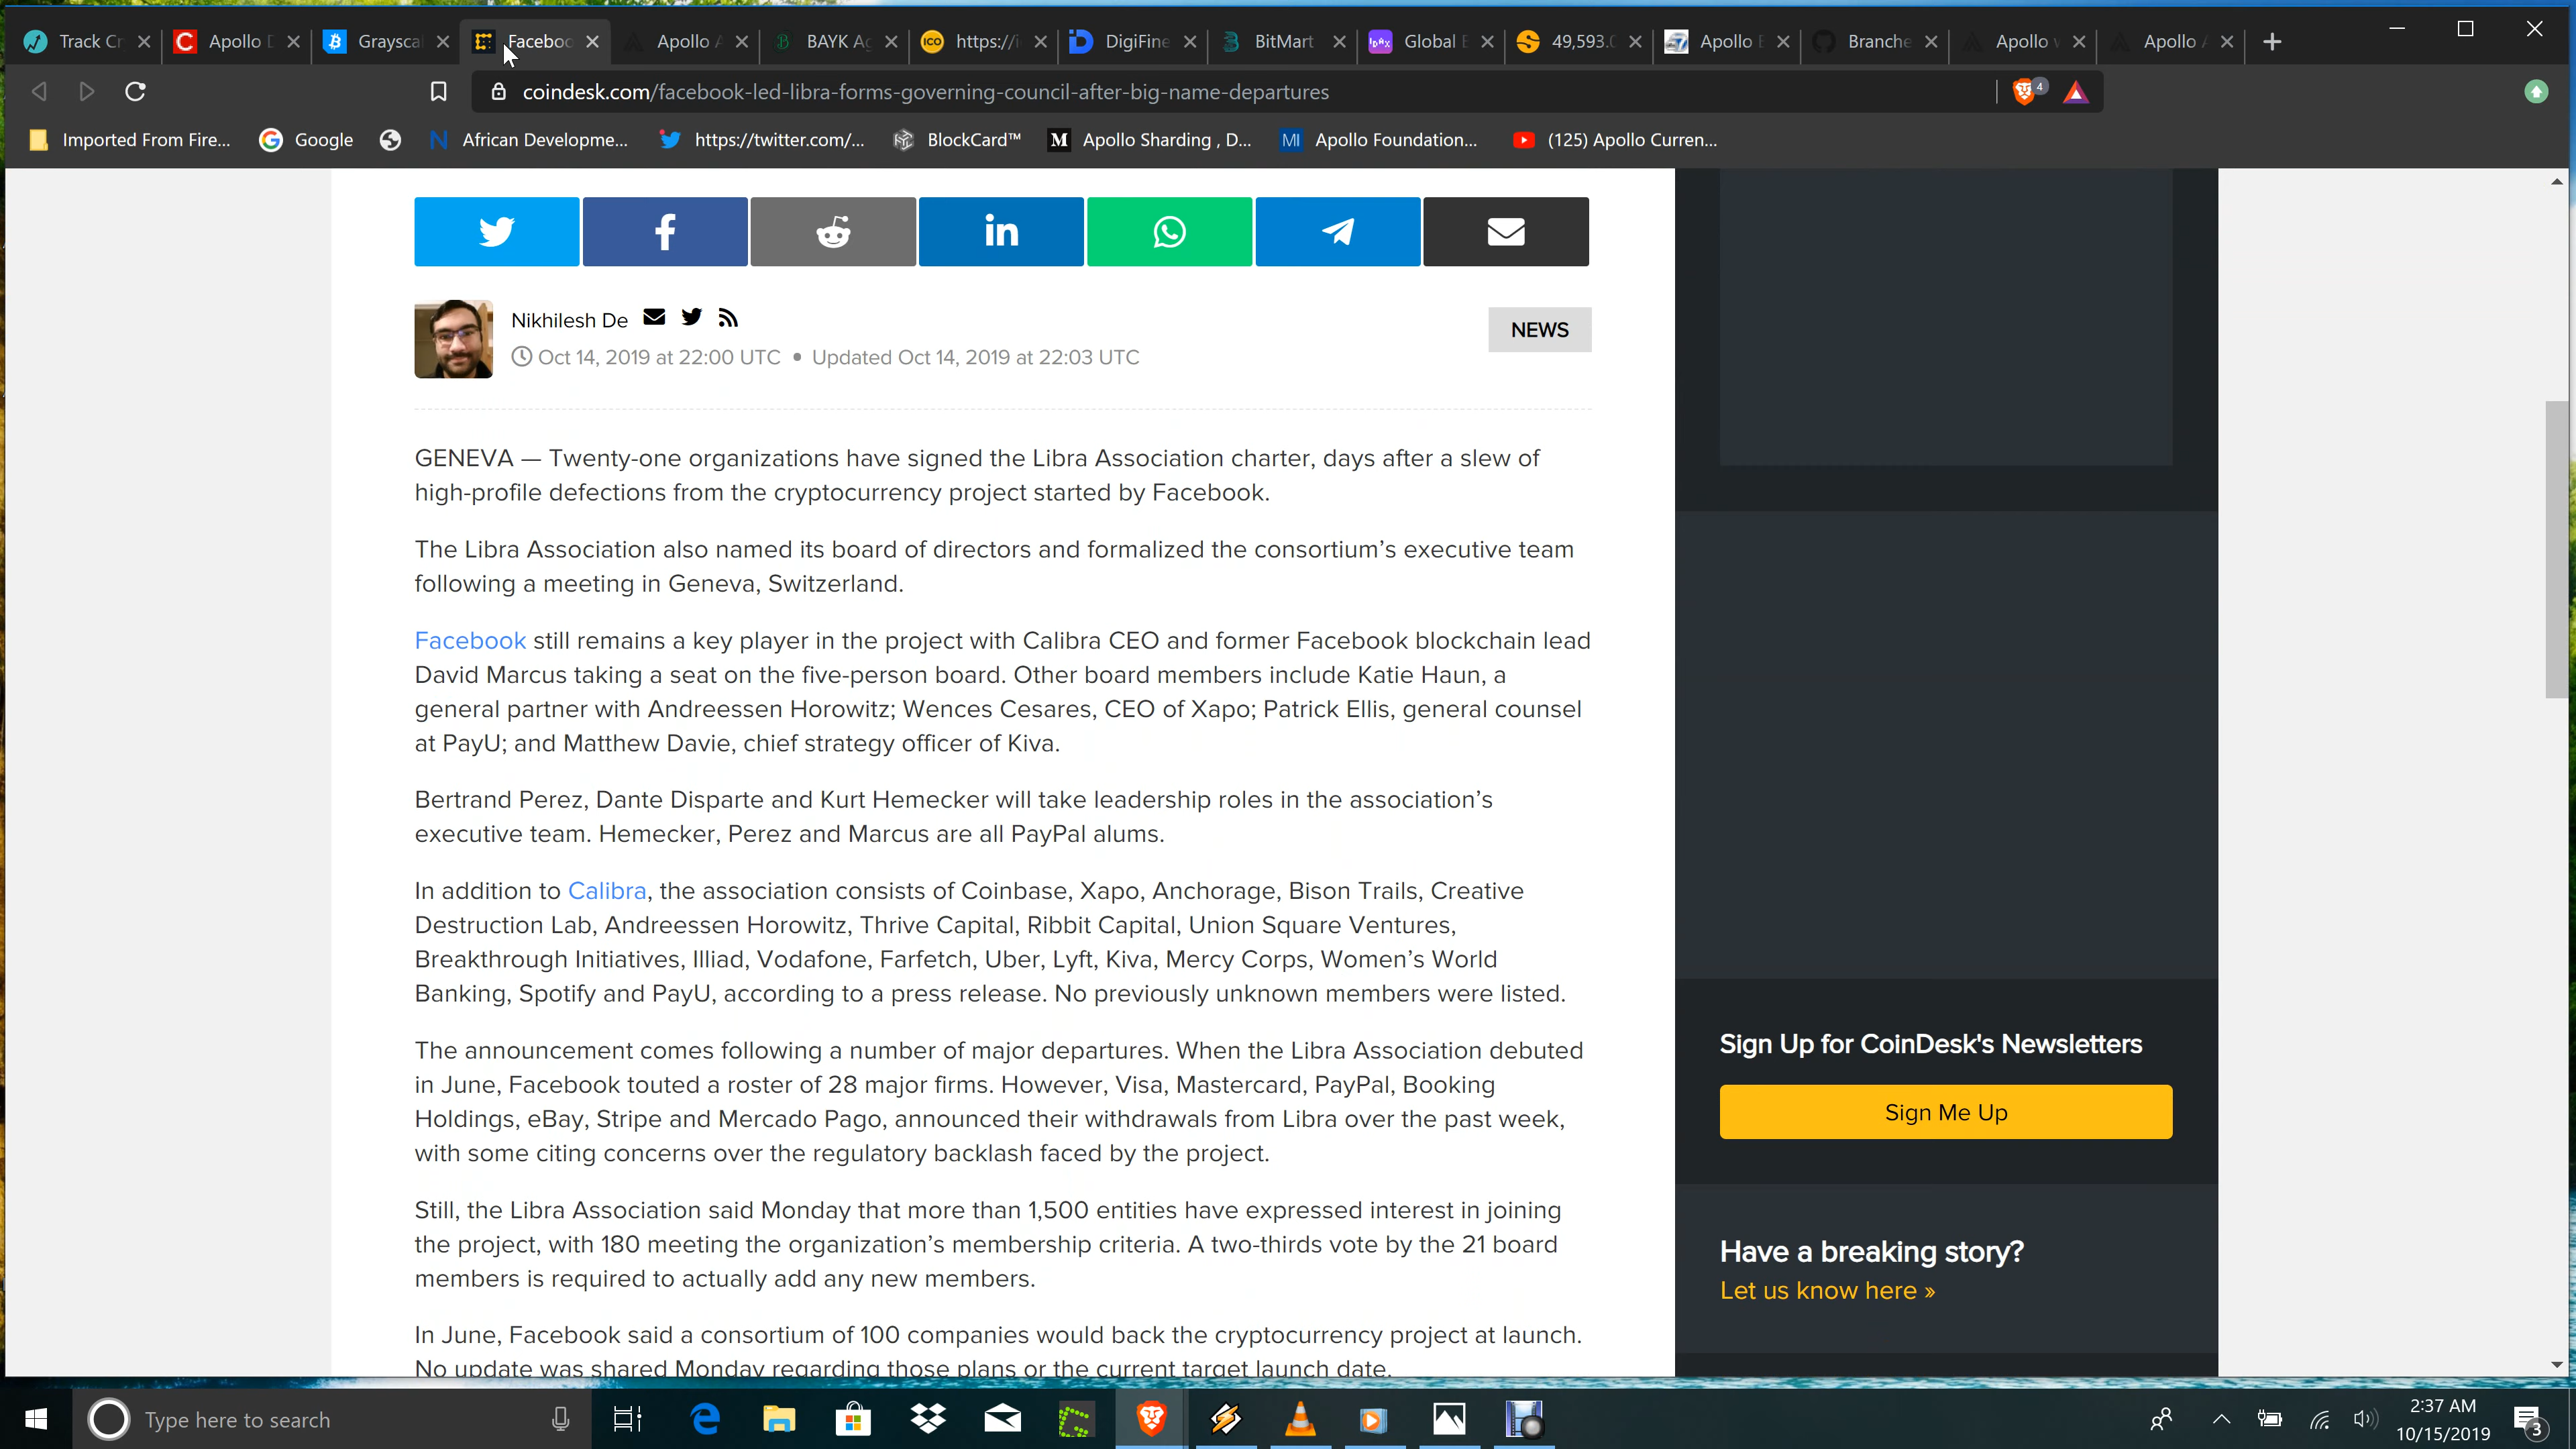 Track Cr
Apollo D
Grayscal
Faceboo
Apollo A
BAYK Ag
https://i
DigiFine
BitMart
Global E
49,593.0
Apollo E
Branche
Apollo w
Apollo A
coindesk.com/facebook-led-libra-forms-governing-council-after-big-name-departures
4
Imported From Fire...
Google
African Developme...
https://twitter.com/...
BlockCard™
Apollo Sharding , D...
Apollo Foundation...
(125) Apollo Curren...
Nikhilesh De
NEWS
Oct 14, 2019 at 22:00 UTC • Updated Oct 14, 2019 at 22:03 UTC
GENEVA — Twenty-one organizations have signed the Libra Association charter, days after a slew of
high-profile defections from the cryptocurrency project started by Facebook.
The Libra Association also named its board of directors and formalized the consortium's executive team
following a meeting in Geneva, Switzerland.
Facebook still remains a key player in the project with Calibra CEO and former Facebook blockchain lead
David Marcus taking a seat on the five-person board. Other board members include Katie Haun, a
general partner with Andreessen Horowitz; Wences Cesares, CEO of Xapo; Patrick Ellis, general counsel
at PayU; and Matthew Davie, chief strategy officer of Kiva.
Bertrand Perez, Dante Disparte and Kurt Hemecker will take leadership roles in the association's
executive team. Hemecker, Perez and Marcus are all PayPal alums.
In addition to Calibra, the association consists of Coinbase, Xapo, Anchorage, Bison Trails, Creative
Destruction Lab, Andreessen Horowitz, Thrive Capital, Ribbit Capital, Union Square Ventures,
Breakthrough Initiatives, Illiad, Vodafone, Farfetch, Uber, Lyft, Kiva, Mercy Corps, Women's World
Banking, Spotify and PayU, according to a press release. No previously unknown members were listed.
The announcement comes following a number of major departures. When the Libra Association debuted
in June, Facebook touted a roster of 28 major firms. However, Visa, Mastercard, PayPal, Booking
Holdings, eBay, Stripe and Mercado Pago, announced their withdrawals from Libra over the past week,
with some citing concerns over the regulatory backlash faced by the project.
Still, the Libra Association said Monday that more than 1,500 entities have expressed interest in joining
the project, with 180 meeting the organization's membership criteria. A two-thirds vote by the 21 board
members is required to actually add any new members.
In June, Facebook said a consortium of 100 companies would back the cryptocurrency project at launch.
No update was shared Monday regarding those plans or the current target launch date.
Sign Up for CoinDesk's Newsletters
Sign Me Up
Have a breaking story?
Let us know here »
Type here to search
2:37 AM
10/15/2019
3